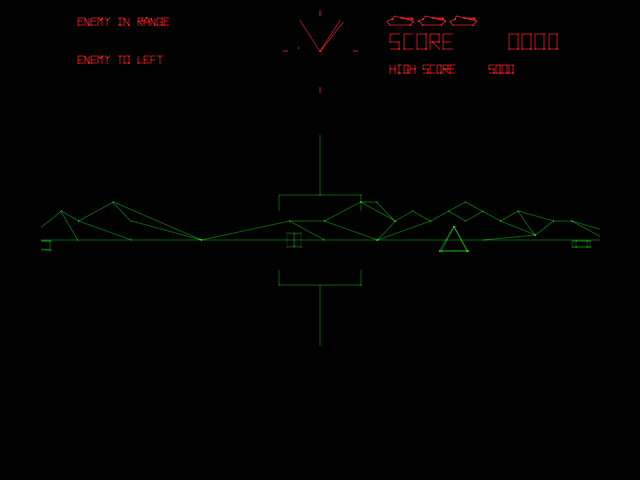 ENEMY IN RANGE
ENEMY TO LEFT
SCORE 0000
HIGH SCORE 5000